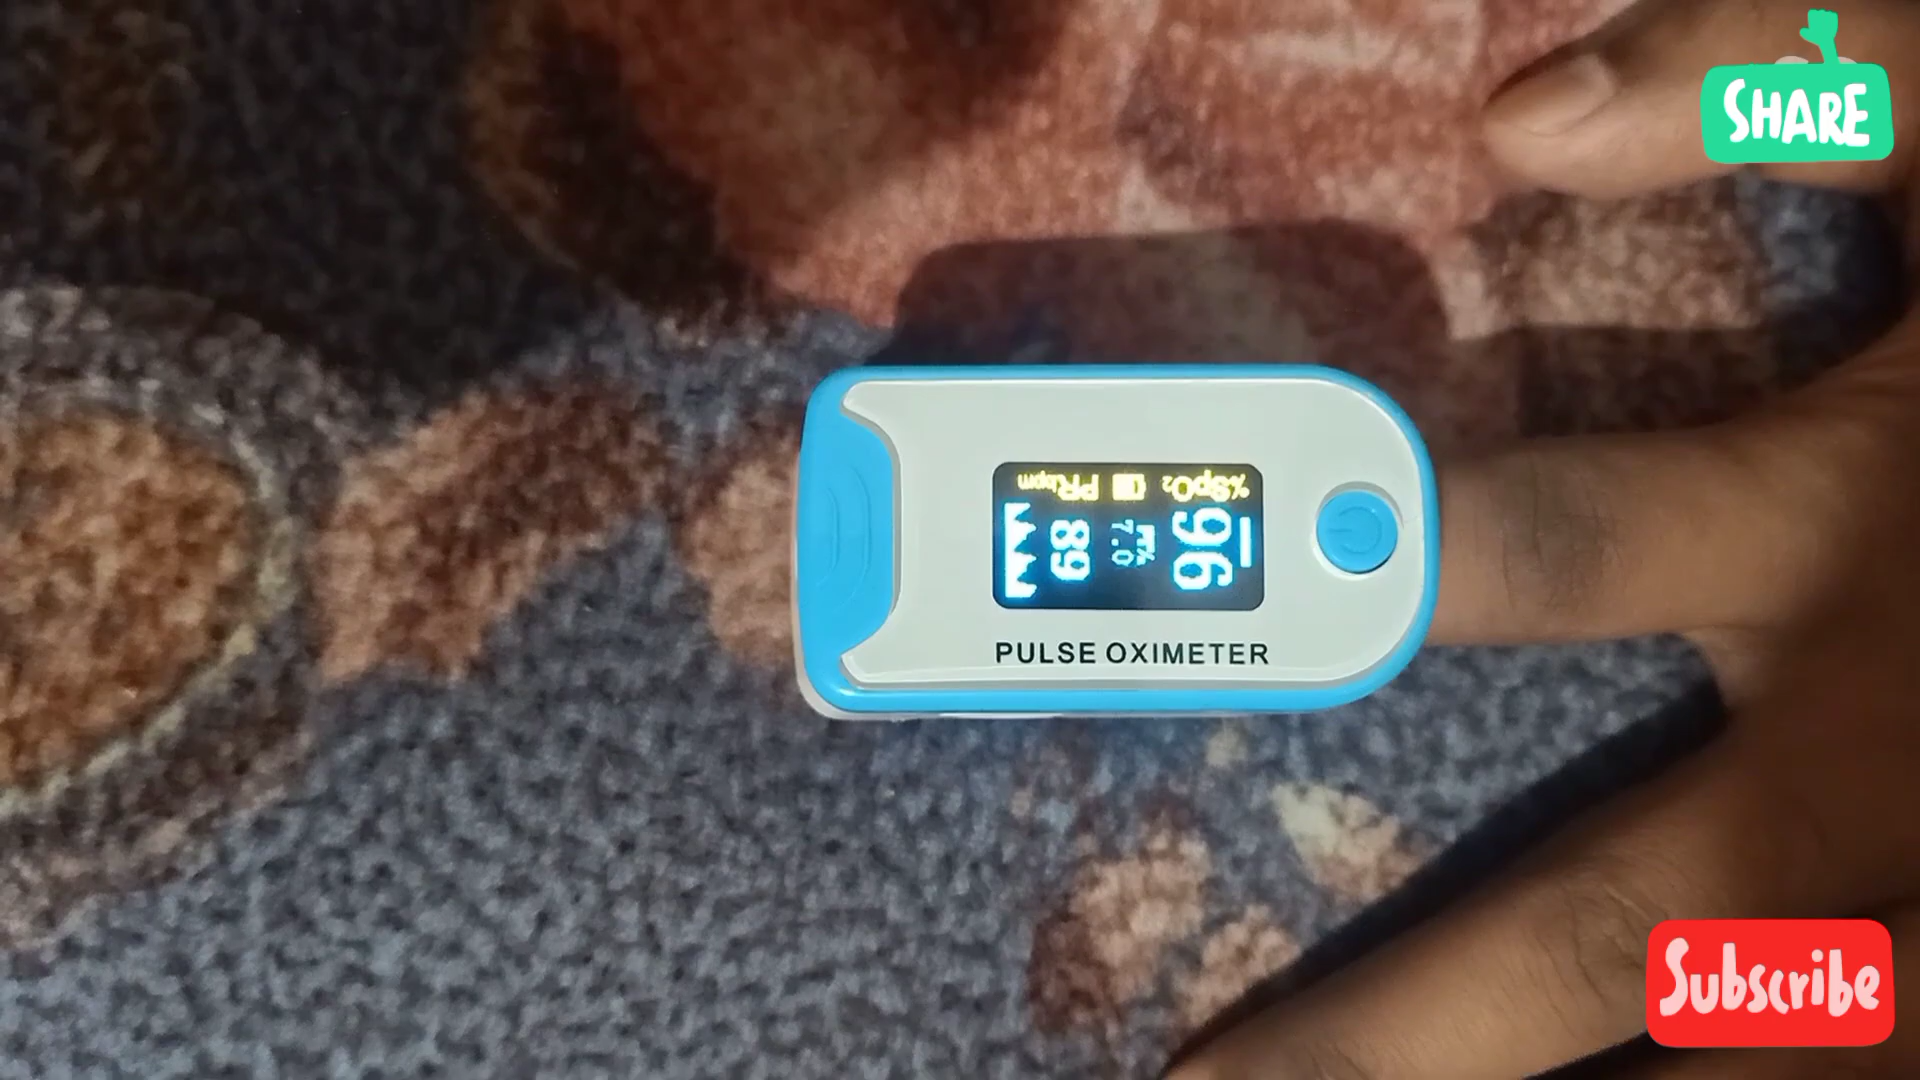 SHARE
%SpO₂ PRbpm
96
PI%
7.0
89
PULSE OXIMETER
Subscribe